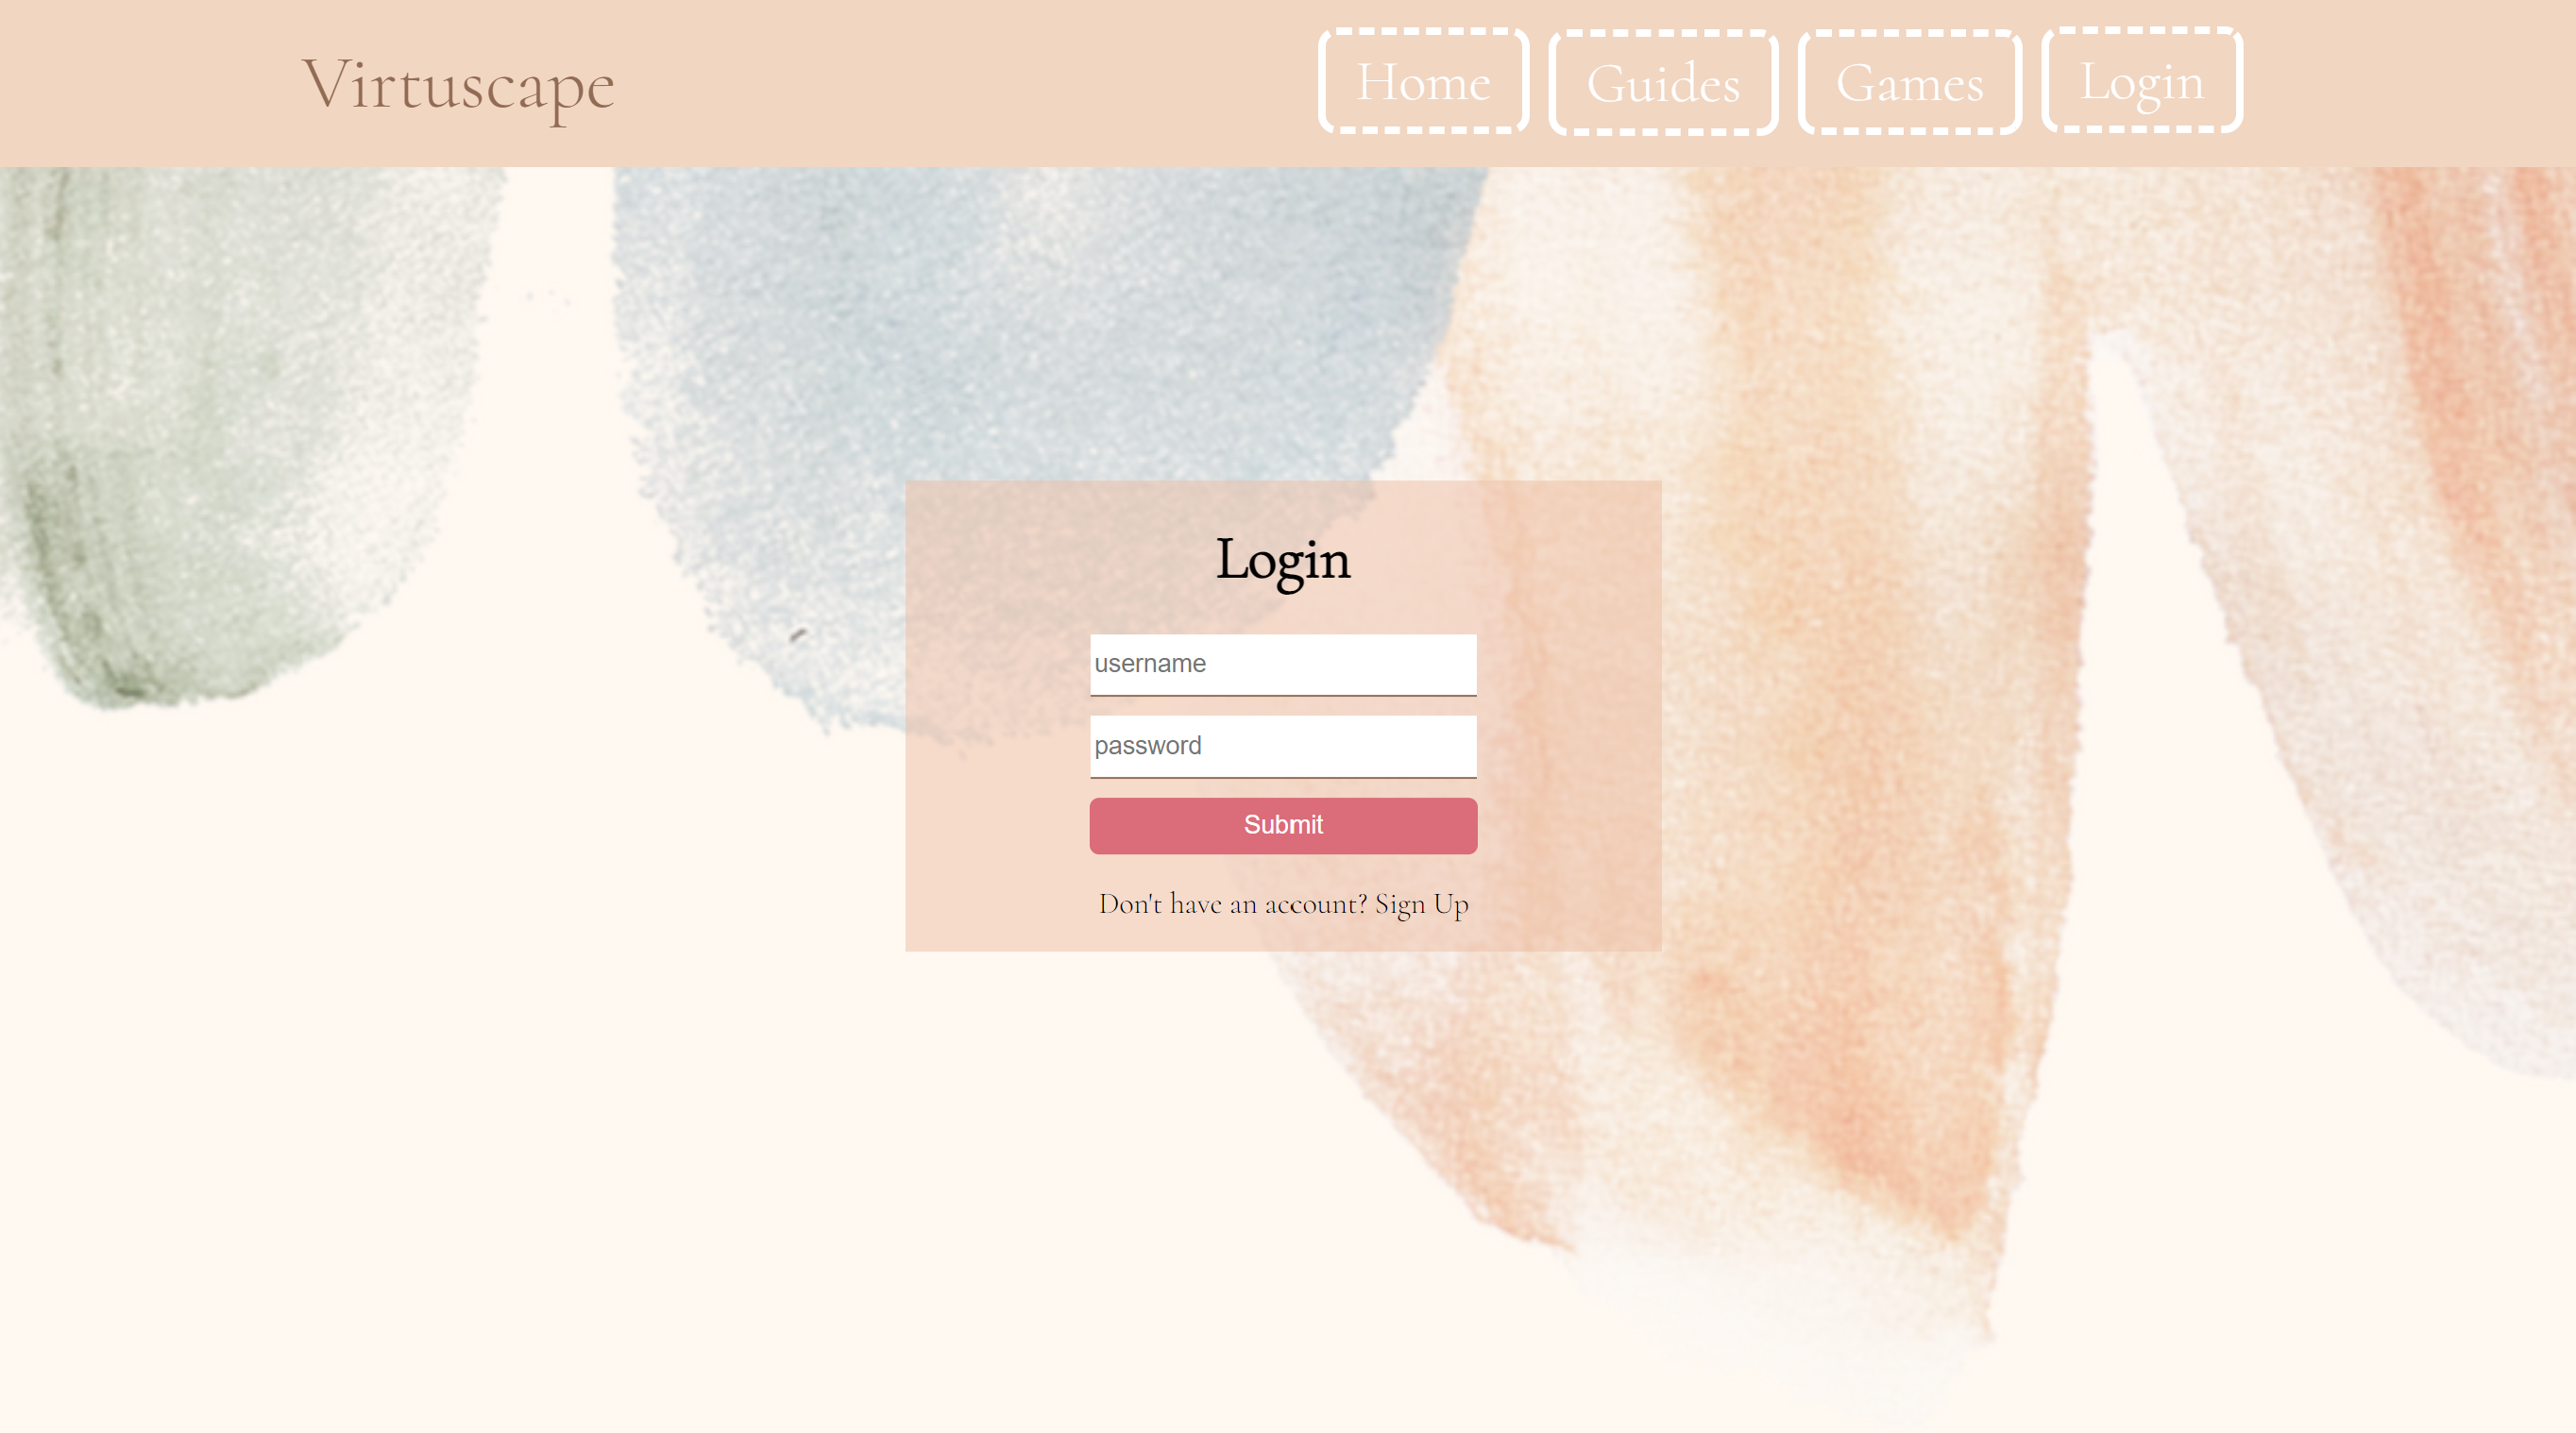 Virtuscape
Home Guides Games Login
Login
username
password
Submit
Don't have an account? Sign Up